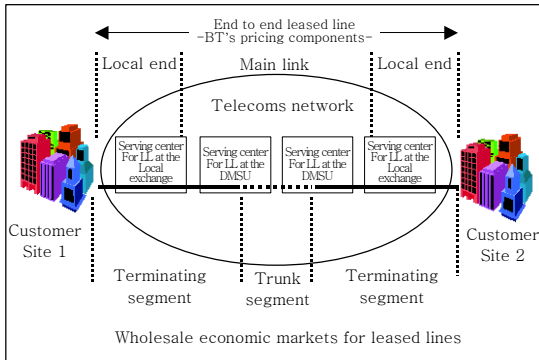 End to end leased line
-BT's pricing components-
Local end
Main link
Local end
Telecoms network
Serving center
For LL at the
Local
exchange
Serving center
For LL at the
DMSU
Serving center
For LL at the
DMSU
Serving center
For LL at the
Local
exchange
Customer
Site 1
Customer
Site 2
Terminating
segment
Trunk
segment
Terminating
segment
Wholesale economic markets for leased lines